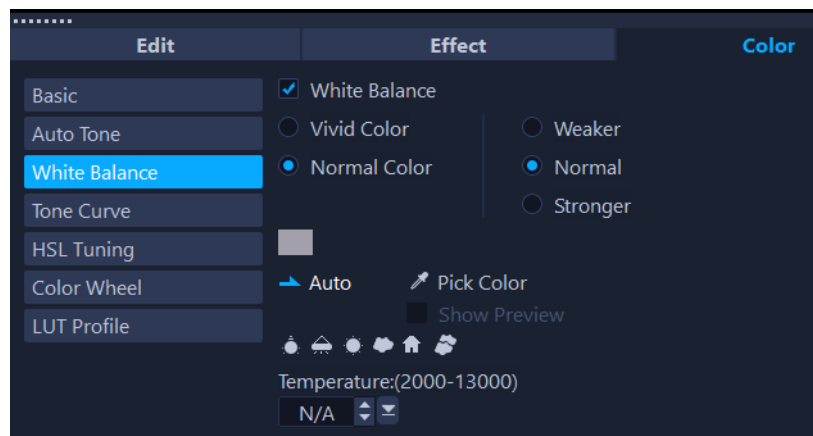 Edit Effect Color
Basic
Auto Tone
White Balance
Tone Curve
HSL Tuning
Color Wheel
LUT Profile
White Balance
Vivid Color
Normal Color
Weaker
Normal
Stronger
Auto
Pick Color
Show Preview
Temperature:(2000-13000)
N/A